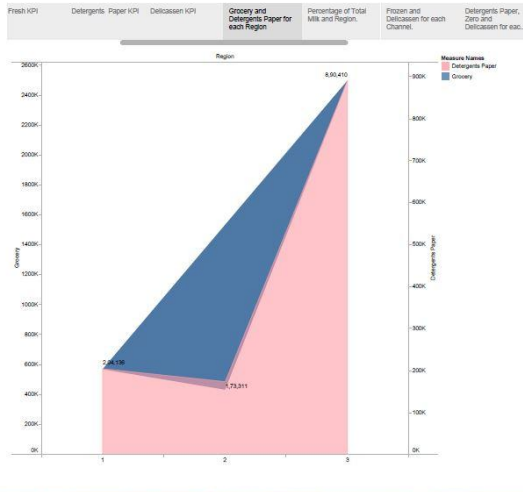 Fresh KPI
Detergents Paper KPI
Delicassen KPI
Grocery and
Detergents Paper for
each Region
Percentage of Total
Milk and Region.
Frozen and
Delicassen for each
Channel.
Detergents Paper,
Zero and
Delicassen for eac..
Region
Measure Names
Detergents Paper
Grocery
2600K
2400K
2200K
2000K
1800K
1600K
1400K
1200K
1000K
800K
600K
400K
200K
0K
Grocery
8,90,410
2,04,136
1,73,311
900K
800K
700K
600K
500K
400K
300K
200K
100K
0K
Detergents Paper
1
2
3